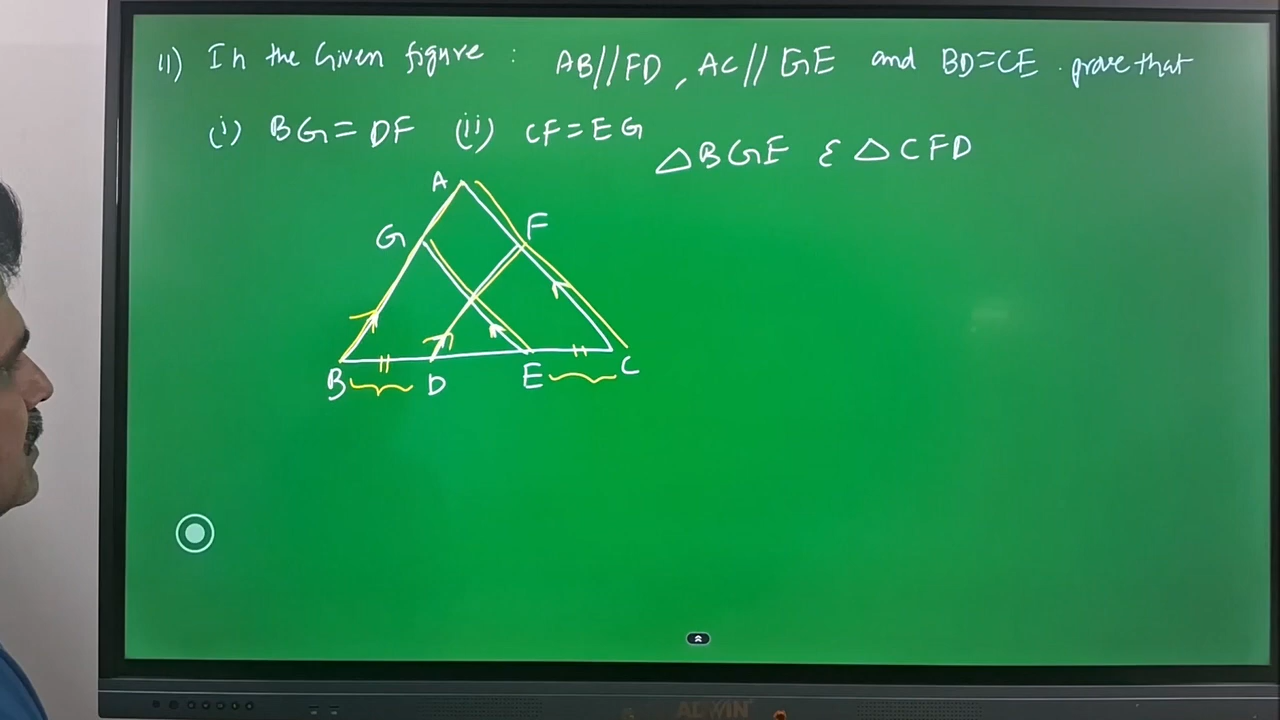 11) In the Given figure : AB//FD, AC//GE and BD=CE. prove that
(i) BG=DF (ii) CF=EG
△BGE & △CFD
A
G F
B D E C